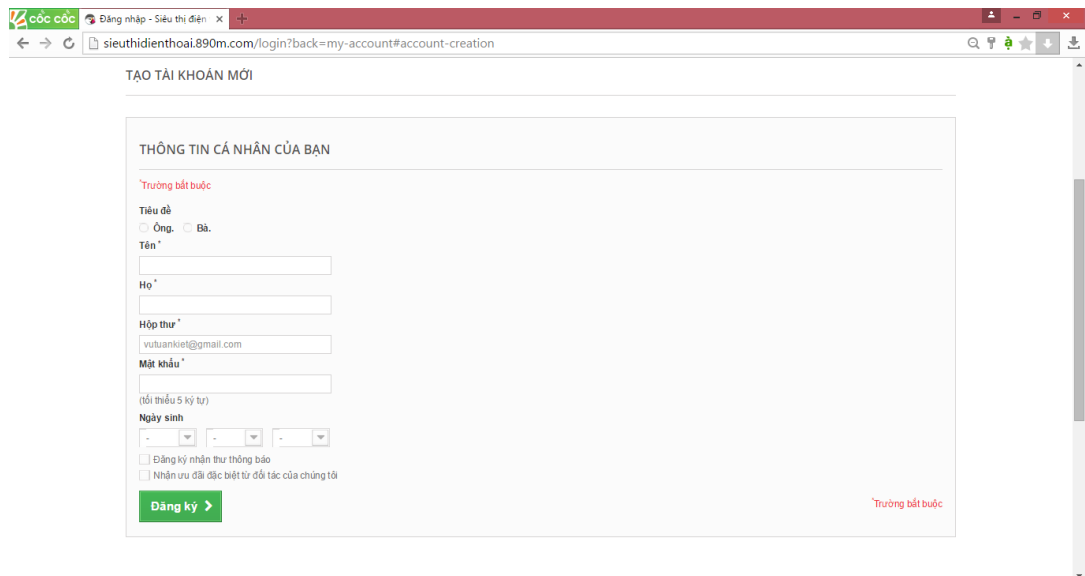 cốc cốc Đăng nhập - Siêu thị điện
sieuthidienthoai.890m.com/login?back=my-account#account-creation
TẠO TÀI KHOẢN MỚI
THÔNG TIN CÁ NHÂN CỦA BẠN
*Trường bắt buộc
Tiêu đề
Ông. Bà.
Tên *
Họ *
Hộp thư *
vutuankiet@gmail.com
Mật khẩu *
(tối thiểu 5 ký tự)
Ngày sinh
- - -
Đăng ký nhận thư thông báo
Nhận ưu đãi đặc biệt từ đối tác của chúng tôi
Đăng ký
*Trường bắt buộc